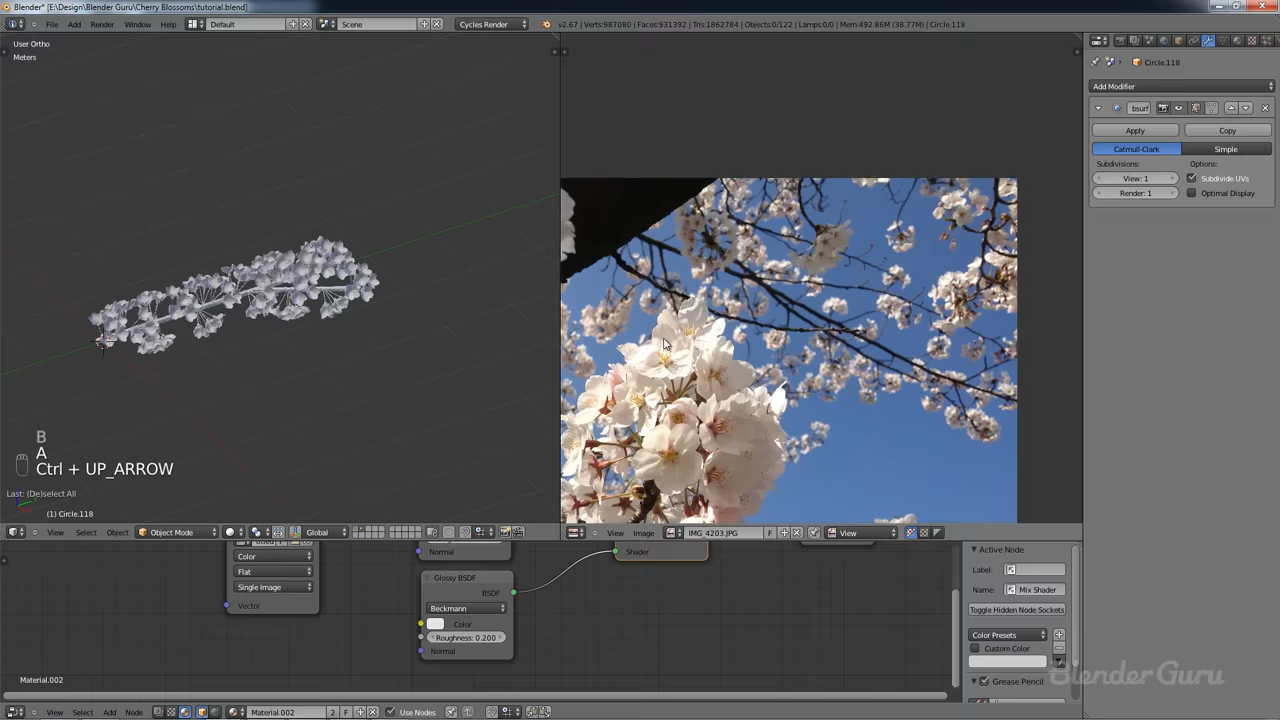 Blender* [E:\Design\Blender Guru\Cherry Blossoms\tutorial.blend]
File Add Render Window Help Default Scene Cycles Render v2.67 | Verts:987080 | Faces:931392 | Tris:1862784 | Objects:0/122 | Lamps:0/0 | Mem:492.86M (38.77M) | Circle.118
User Ortho
Meters
Circle.118
Add Modifier
bsurf
Apply Copy
Catmull-Clark Simple
Subdivisions: Options:
View: 1 Subdivide UVs
Render: 1 Optimal Display
B
A
Ctrl + UP_ARROW
Last: (De)select All
(1) Circle.118
View Select Object Object Mode Global
View Image IMG_4203.JPG F View
Color
Flat
Single Image
Vector
Normal
Glossy BSDF
BSDF
Beckmann
Color
Roughness: 0.200
Normal
Shader
Active Node
Label:
Name: Mix Shader
Toggle Hidden Node Sockets
Color Presets
Custom Color
Grease Pencil
BlenderGuru
Material.002
View Select Add Node Material.002 2 F Use Nodes